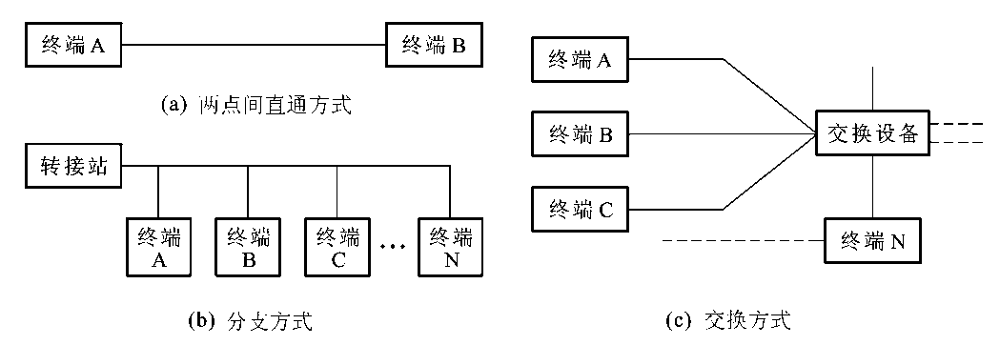 终端 A
终端 B
(a) 两点间直通方式
转接站
终端
A
终端
B
终端
C
…
终端
N
(b) 分支方式
终端 A
终端 B
终端 C
交换设备
终端 N
(c) 交换方式